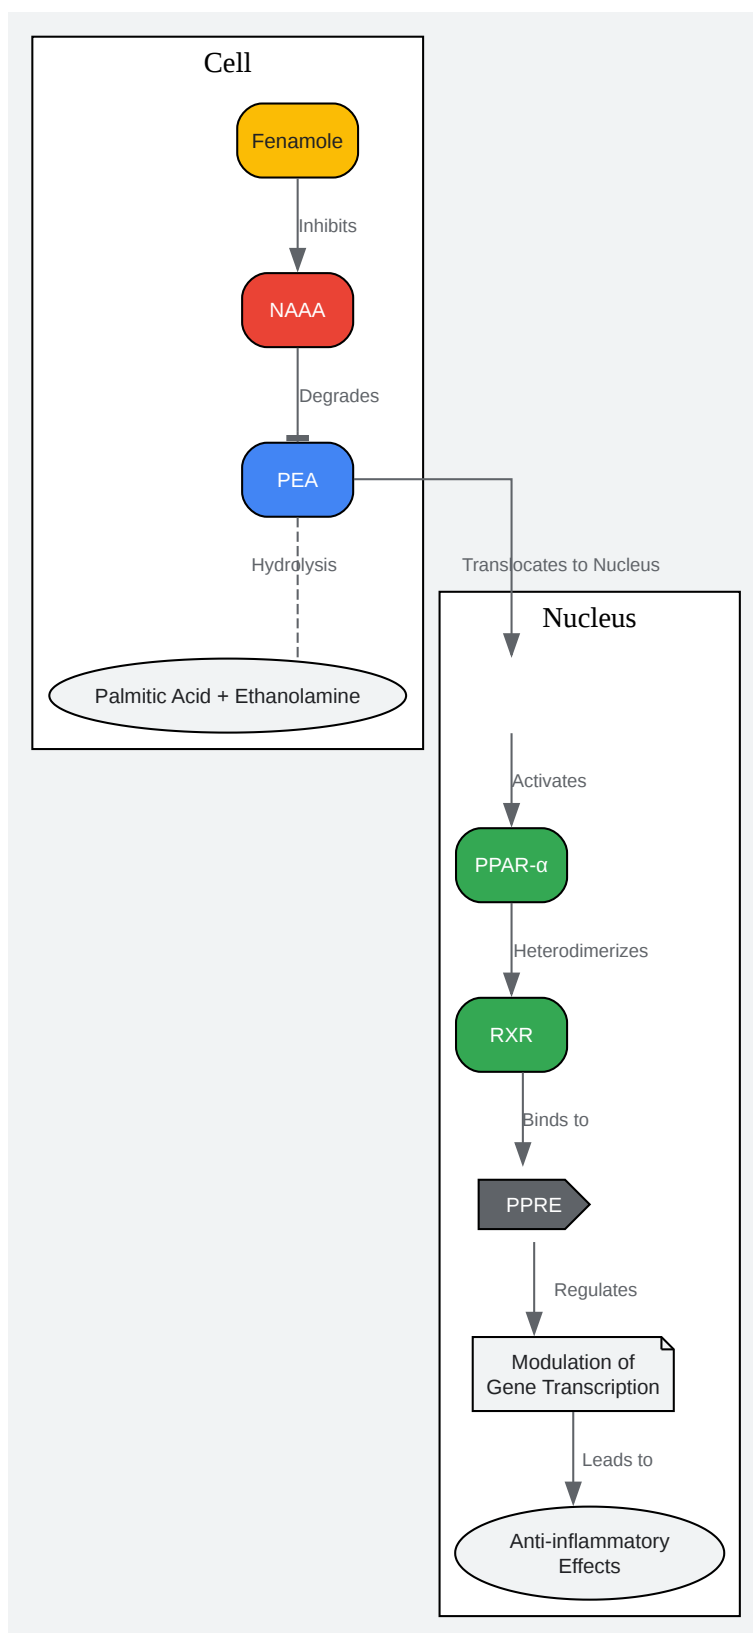 Cell
Fenamole
Inhibits
NAAA
Degrades
PEA
Hydrolysis
Translocates to Nucleus
Palmitic Acid + Ethanolamine
Nucleus
Activates
PPAR-α
Heterodimerizes
RXR
Binds to
PPRE
Regulates
Modulation of
Gene Transcription
Leads to
Anti-inflammatory
Effects